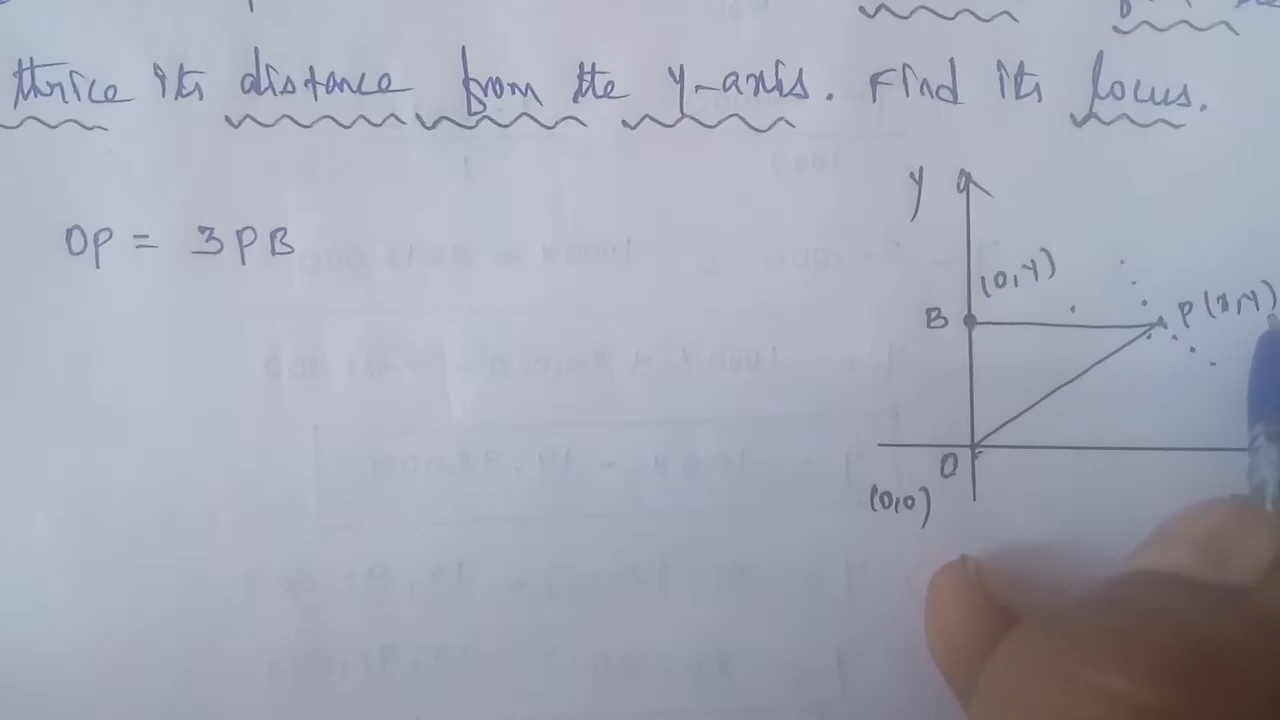 thrice its distance from the y-axis. Find its locus.
OP = 3PB
y
(0,y)
B
P(x,y)
O
(0,0)